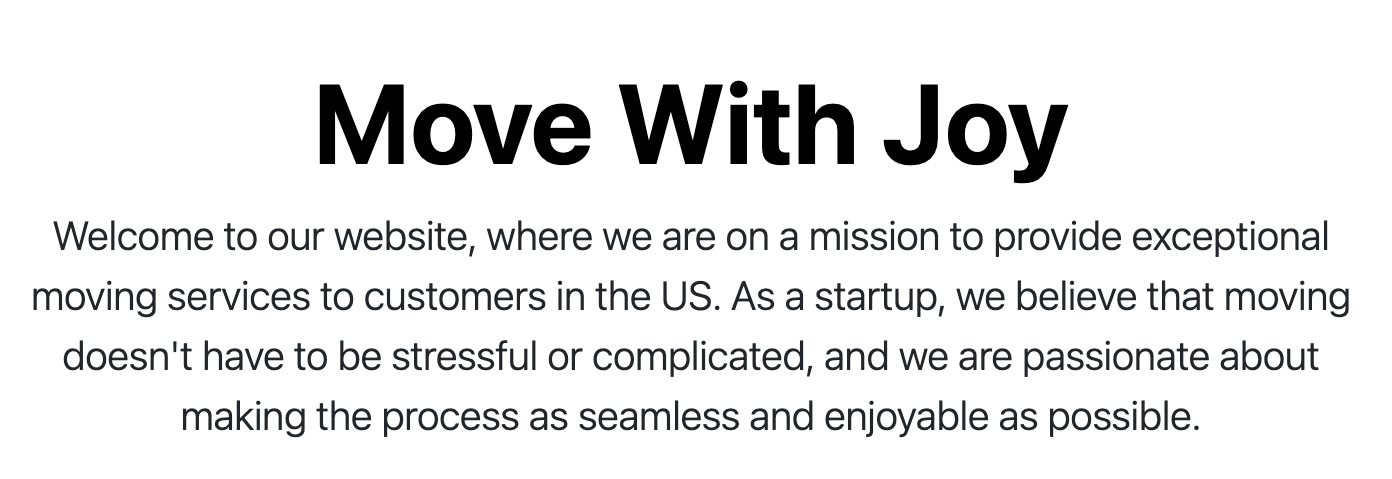 Move With Joy
Welcome to our website, where we are on a mission to provide exceptional
moving services to customers in the US. As a startup, we believe that moving
doesn't have to be stressful or complicated, and we are passionate about
making the process as seamless and enjoyable as possible.